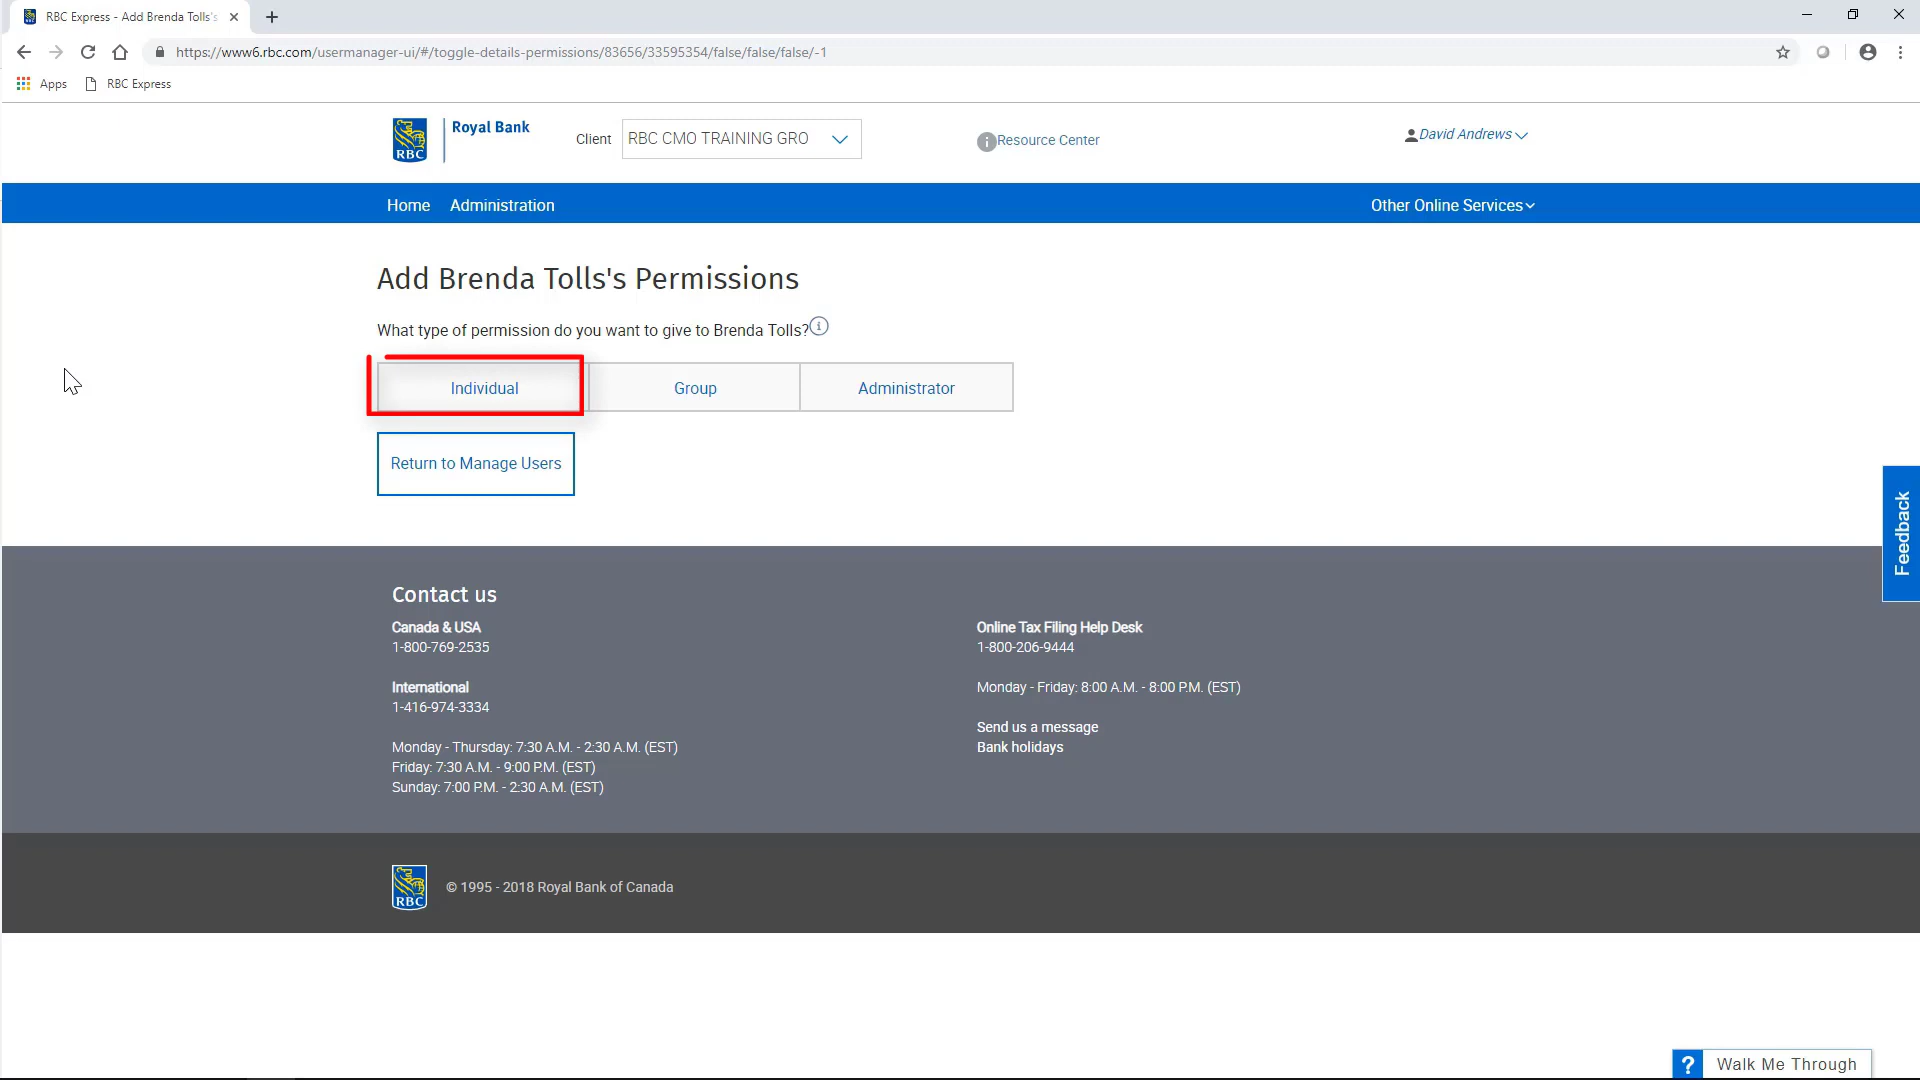 RBC Express - Add Brenda Tolls's
https://www6.rbc.com/usermanager-ui/#/toggle-details-permissions/83656/33595354/false/false/false/-1
Apps
RBC Express
RBC
Royal Bank
Client
RBC CMO TRAINING GRO
Resource Center
David Andrews
Home
Administration
Other Online Services
Add Brenda Tolls's Permissions
What type of permission do you want to give to Brenda Tolls?
Individual
Group
Administrator
Return to Manage Users
Feedback
Contact us
Canada & USA
1-800-769-2535
International
1-416-974-3334
Monday - Thursday: 7:30 A.M. - 2:30 A.M. (EST)
Friday: 7:30 A.M. - 9:00 P.M. (EST)
Sunday: 7:00 P.M. - 2:30 A.M. (EST)
Online Tax Filing Help Desk
1-800-206-9444
Monday - Friday: 8:00 A.M. - 8:00 P.M. (EST)
Send us a message
Bank holidays
RBC
© 1995 - 2018 Royal Bank of Canada
? Walk Me Through